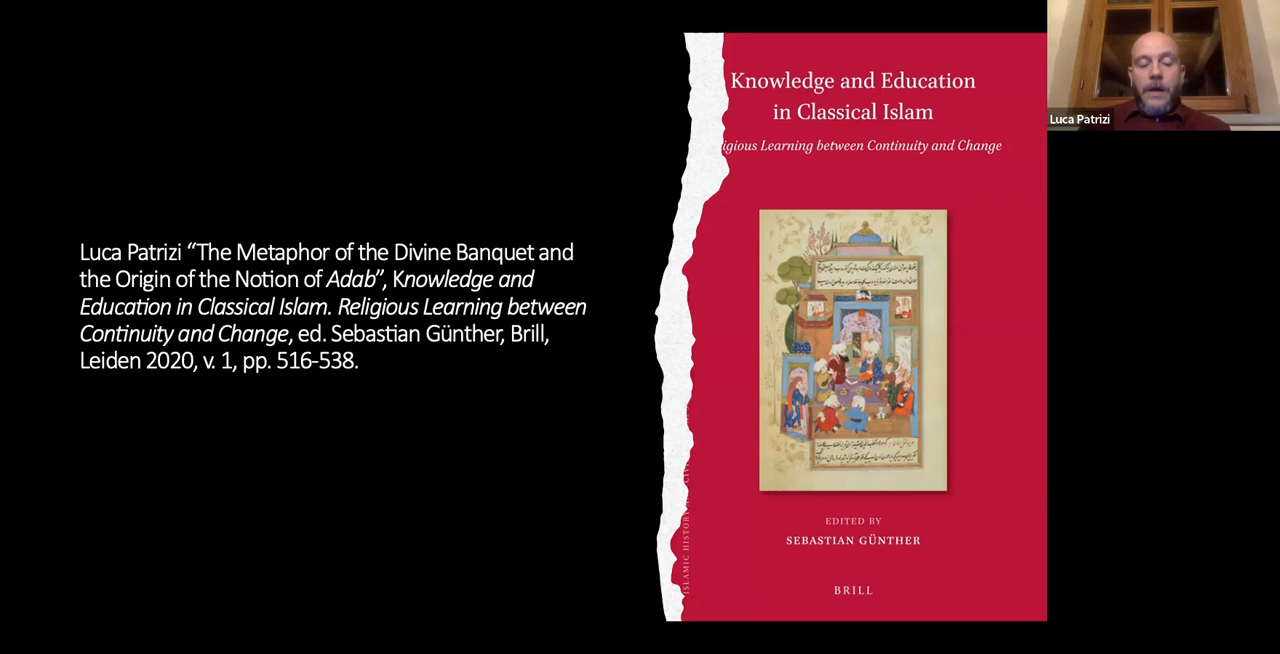 Luca Patrizi “The Metaphor of the Divine Banquet and
the Origin of the Notion of Adab”, Knowledge and
Education in Classical Islam. Religious Learning between
Continuity and Change, ed. Sebastian Günther, Brill,
Leiden 2020, v. 1, pp. 516-538.
Knowledge and Education
in Classical Islam
igious Learning between Continuity and Change
ISLAMIC HISTORY
EDITED BY
SEBASTIAN GÜNTHER
BRILL
Luca Patrizi